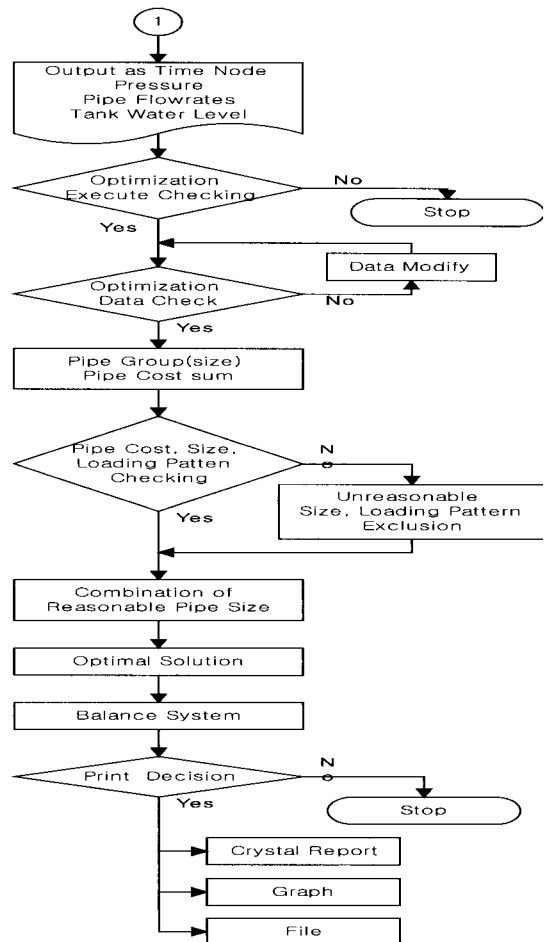 1
Output as Time Node
Pressure
Pipe Flowrates
Tank Water Level
Optimization
Execute Checking
No
Stop
Yes
Data Modify
Optimization
Data Check
No
Yes
Pipe Group(size)
Pipe Cost sum
Pipe Cost, Size,
Loading Patten
Checking
N
o
Unreasonable
Size, Loading Pattern
Exclusion
Yes
Combination of
Reasonable Pipe Size
Optimal Solution
Balance System
Print Decision
N
o
Yes
Stop
Crystal Report
Graph
File